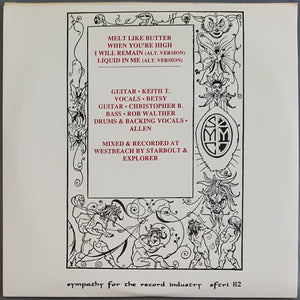 MELT LIKE BUTTER
WHEN YOU'RE HIGH
I WILL REMAIN (ALT. VERSION)
LIQUID IN ME (ALT. VERSION)
GUITAR • KEITH T.
VOCALS • BETSY
GUITAR • CHRISTOPHER B.
BASS • ROB WALTHER
DRUMS & BACKING VOCALS •
ALLEN
MIXED & RECORDED AT
WESTBEACH BY STARBOLT &
EXPLORER
sympathy for the record industry sftri 112